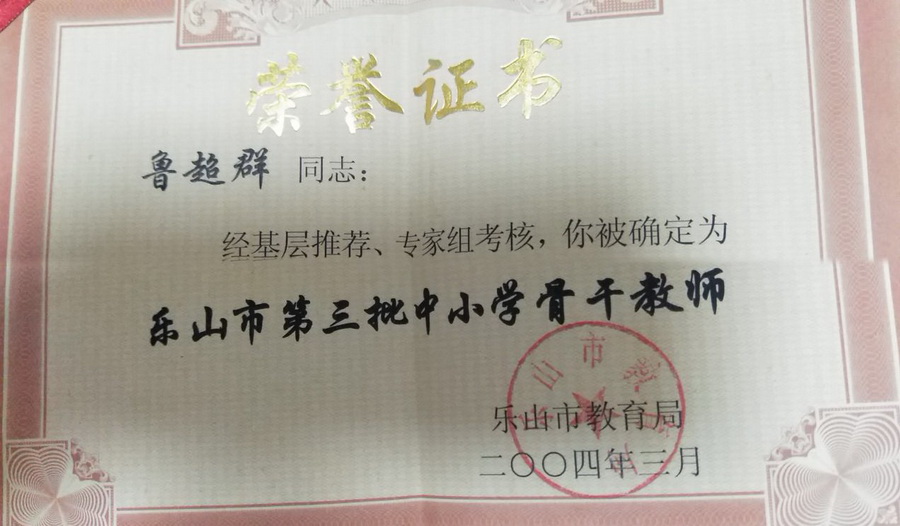 荣誉证书
鲁超群 同志：
经基层推荐、专家组考核，你被确定为
乐山市第三批中小学骨干教师
乐山市教育局
二〇〇四年三月